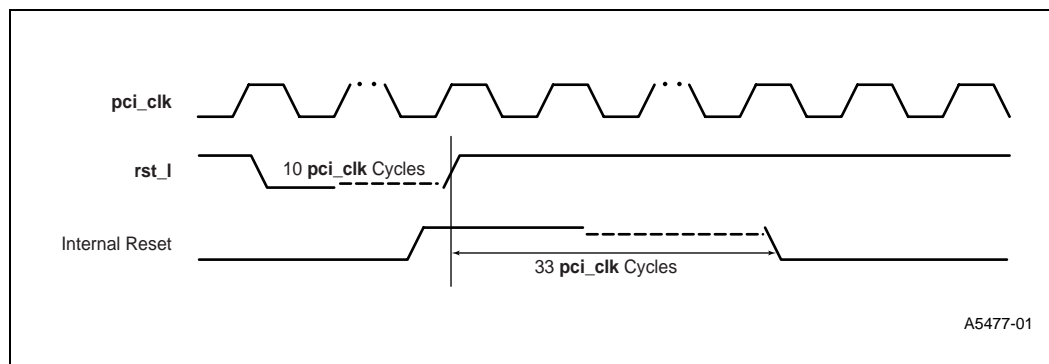 pci_clk
rst_l
10 pci_clk Cycles
Internal Reset
33 pci_clk Cycles
A5477-01